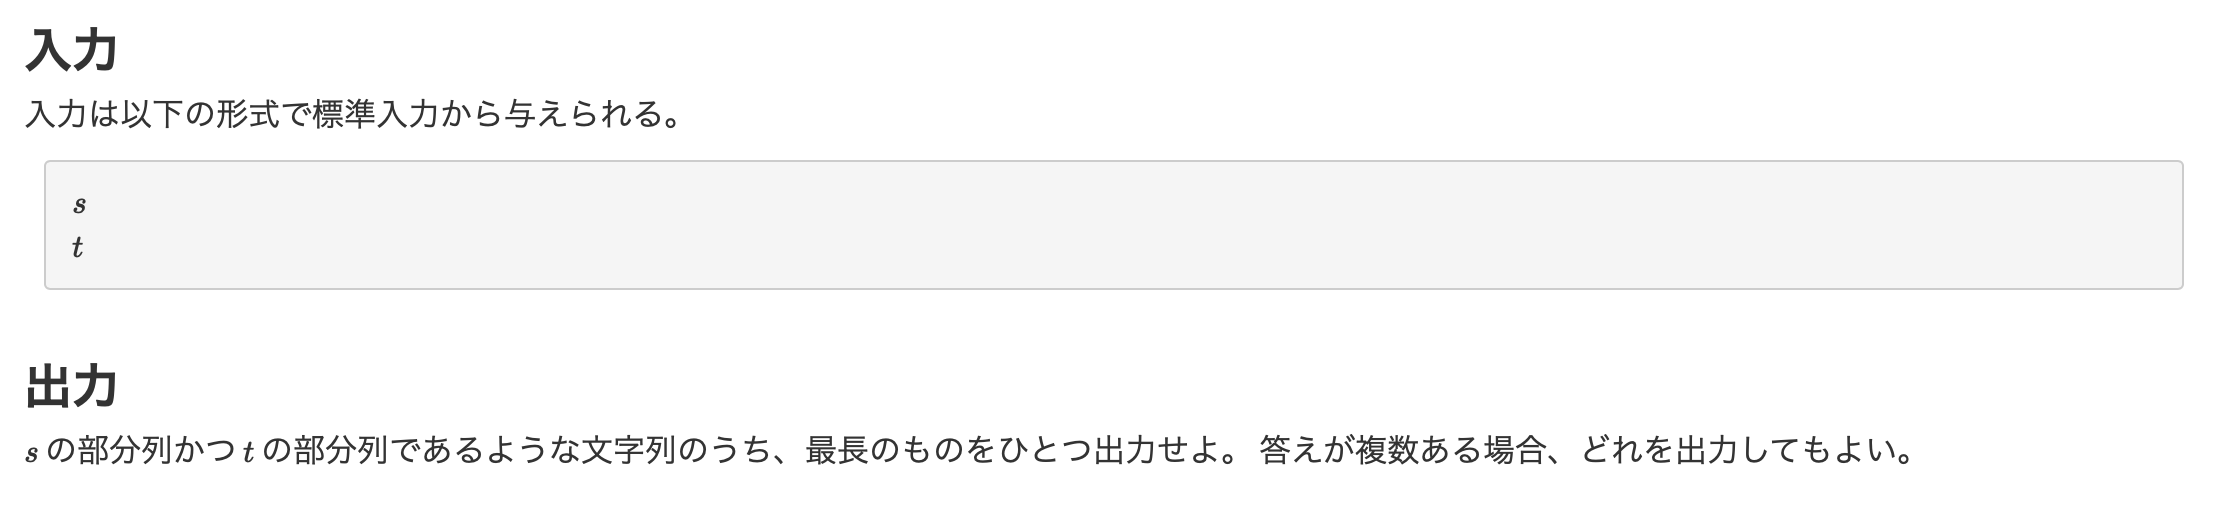 入力
入力は以下の形式で標準入力から与えられる。
s
t
出力
s の部分列かつ t の部分列であるような文字列のうち、最長のものをひとつ出力せよ。 答えが複数ある場合、どれを出力してもよい。